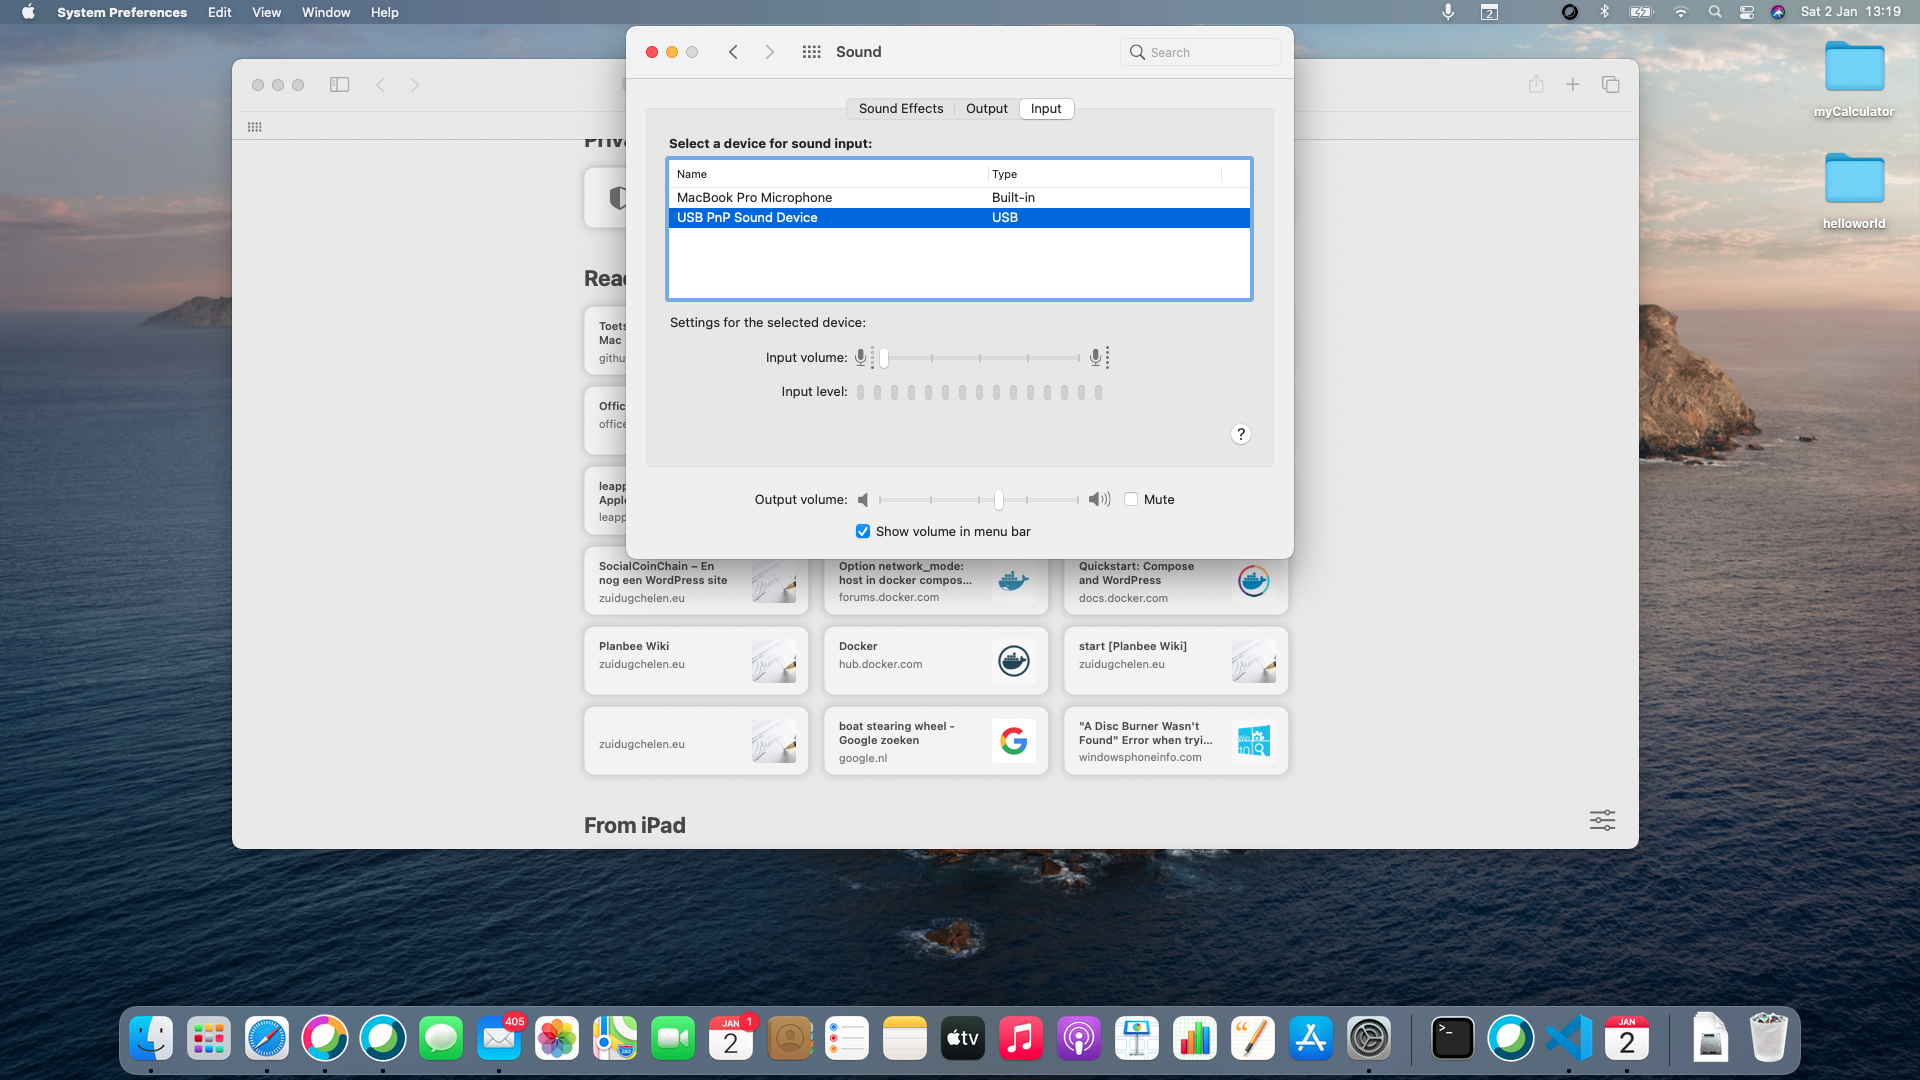 System Preferences Edit View Window Help
2
Sat 2 Jan 13:19
Sound
Search
Sound Effects Output Input
Select a device for sound input:
Name Type
MacBook Pro Microphone Built-in
USB PnP Sound Device USB
Settings for the selected device:
Input volume:
Input level:
?
Output volume: Mute
Show volume in menu bar
myCalculator
helloworld
Toets
Mac
githu
Offic
office
leapp
Apple
leapp
SocialCoinChain – En
nog een WordPress site
zuidugchelen.eu
Option network_mode:
host in docker compos...
forums.docker.com
Quickstart: Compose
and WordPress
docs.docker.com
Planbee Wiki
zuidugchelen.eu
Docker
hub.docker.com
start [Planbee Wiki]
zuidugchelen.eu
zuidugchelen.eu
boat stearing wheel -
Google zoeken
google.nl
"A Disc Burner Wasn't
Found" Error when tryi...
windowsphoneinfo.com
From iPad
405
JAN
2
1
tv
JAN
2